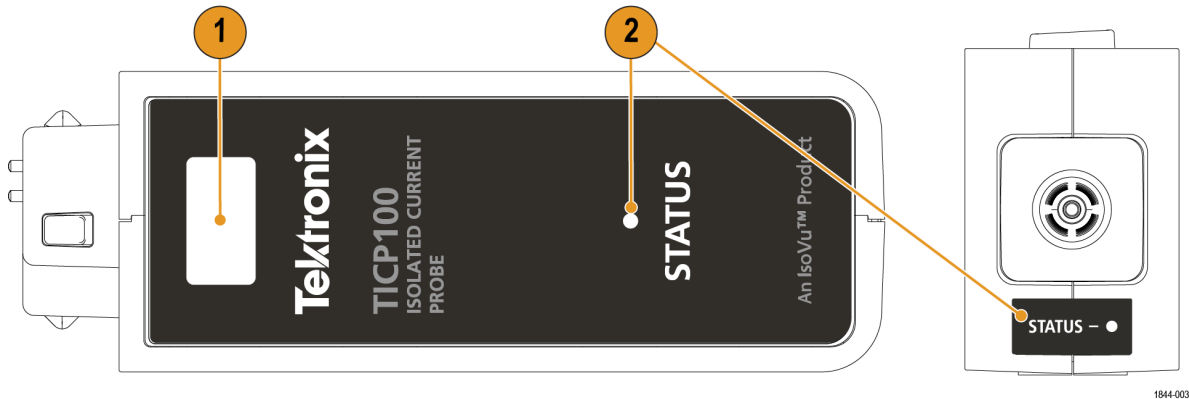 1
2
Tektronix
TICP100
ISOLATED CURRENT
PROBE
STATUS
An IsoVu™ Product
STATUS –
1844-003